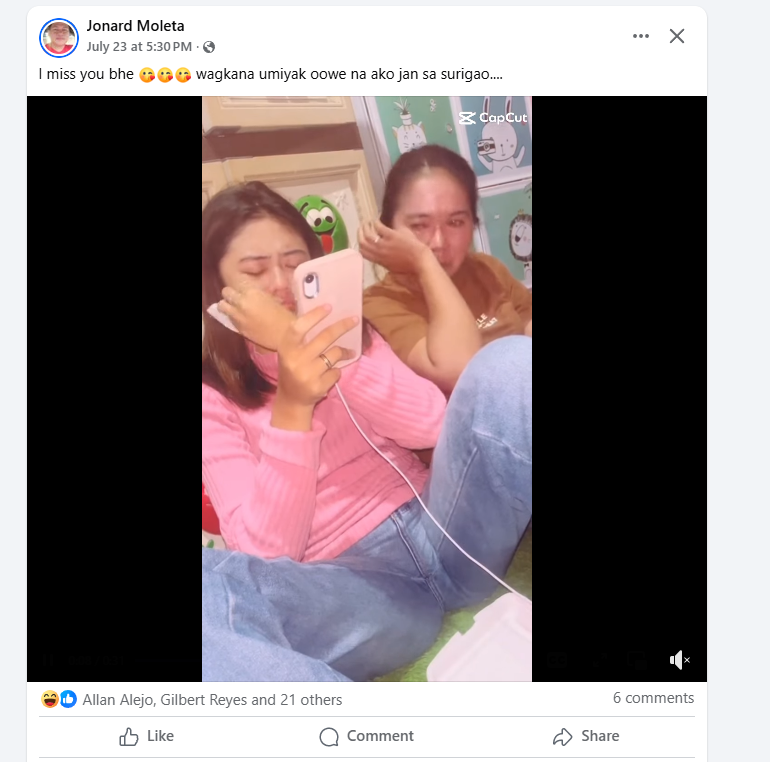 Jonard Moleta
July 23 at 5:30 PM ·
I miss you bhe 😋😋😋 wagkana umiyak oowe na ako jan sa surigao....
CapCut
Allan Alejo, Gilbert Reyes and 21 others
6 comments
Like
Comment
Share